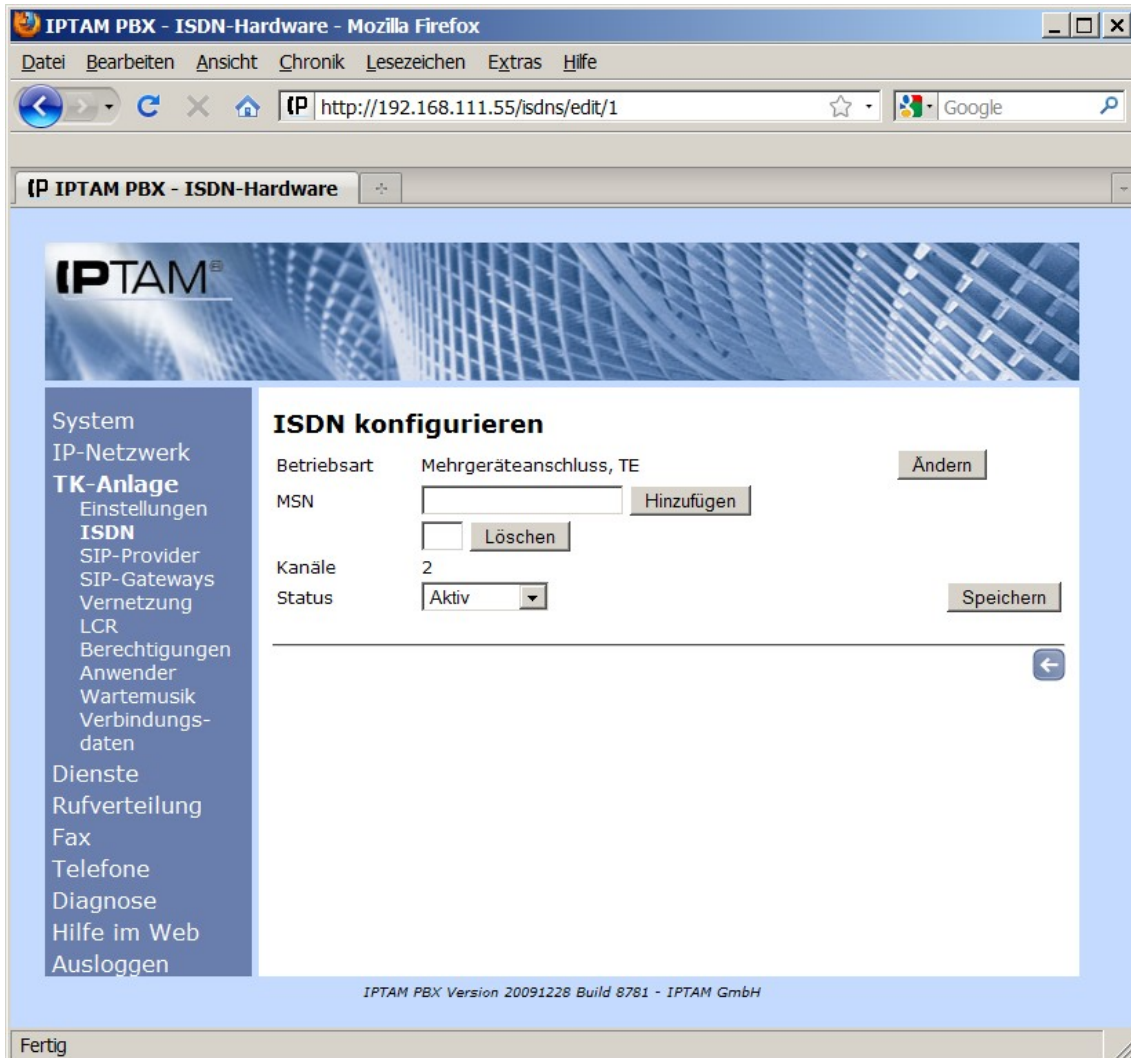 IPTAM PBX - ISDN-Hardware - Mozilla Firefox
Datei Bearbeiten Ansicht Chronik Lesezeichen Extras Hilfe
http://192.168.111.55/isdns/edit/1 Google
IPTAM PBX - ISDN-Hardware
IPTAM®
System
IP-Netzwerk
TK-Anlage
Einstellungen
ISDN
SIP-Provider
SIP-Gateways
Vernetzung
LCR
Berechtigungen
Anwender
Wartemusik
Verbindungs-
daten
Dienste
Rufverteilung
Fax
Telefone
Diagnose
Hilfe im Web
Ausloggen
ISDN konfigurieren
Betriebsart Mehrgeräteanschluss, TE Ändern
MSN Hinzufügen
Löschen
Kanäle 2
Status Aktiv Speichern
IPTAM PBX Version 20091228 Build 8781 - IPTAM GmbH
Fertig